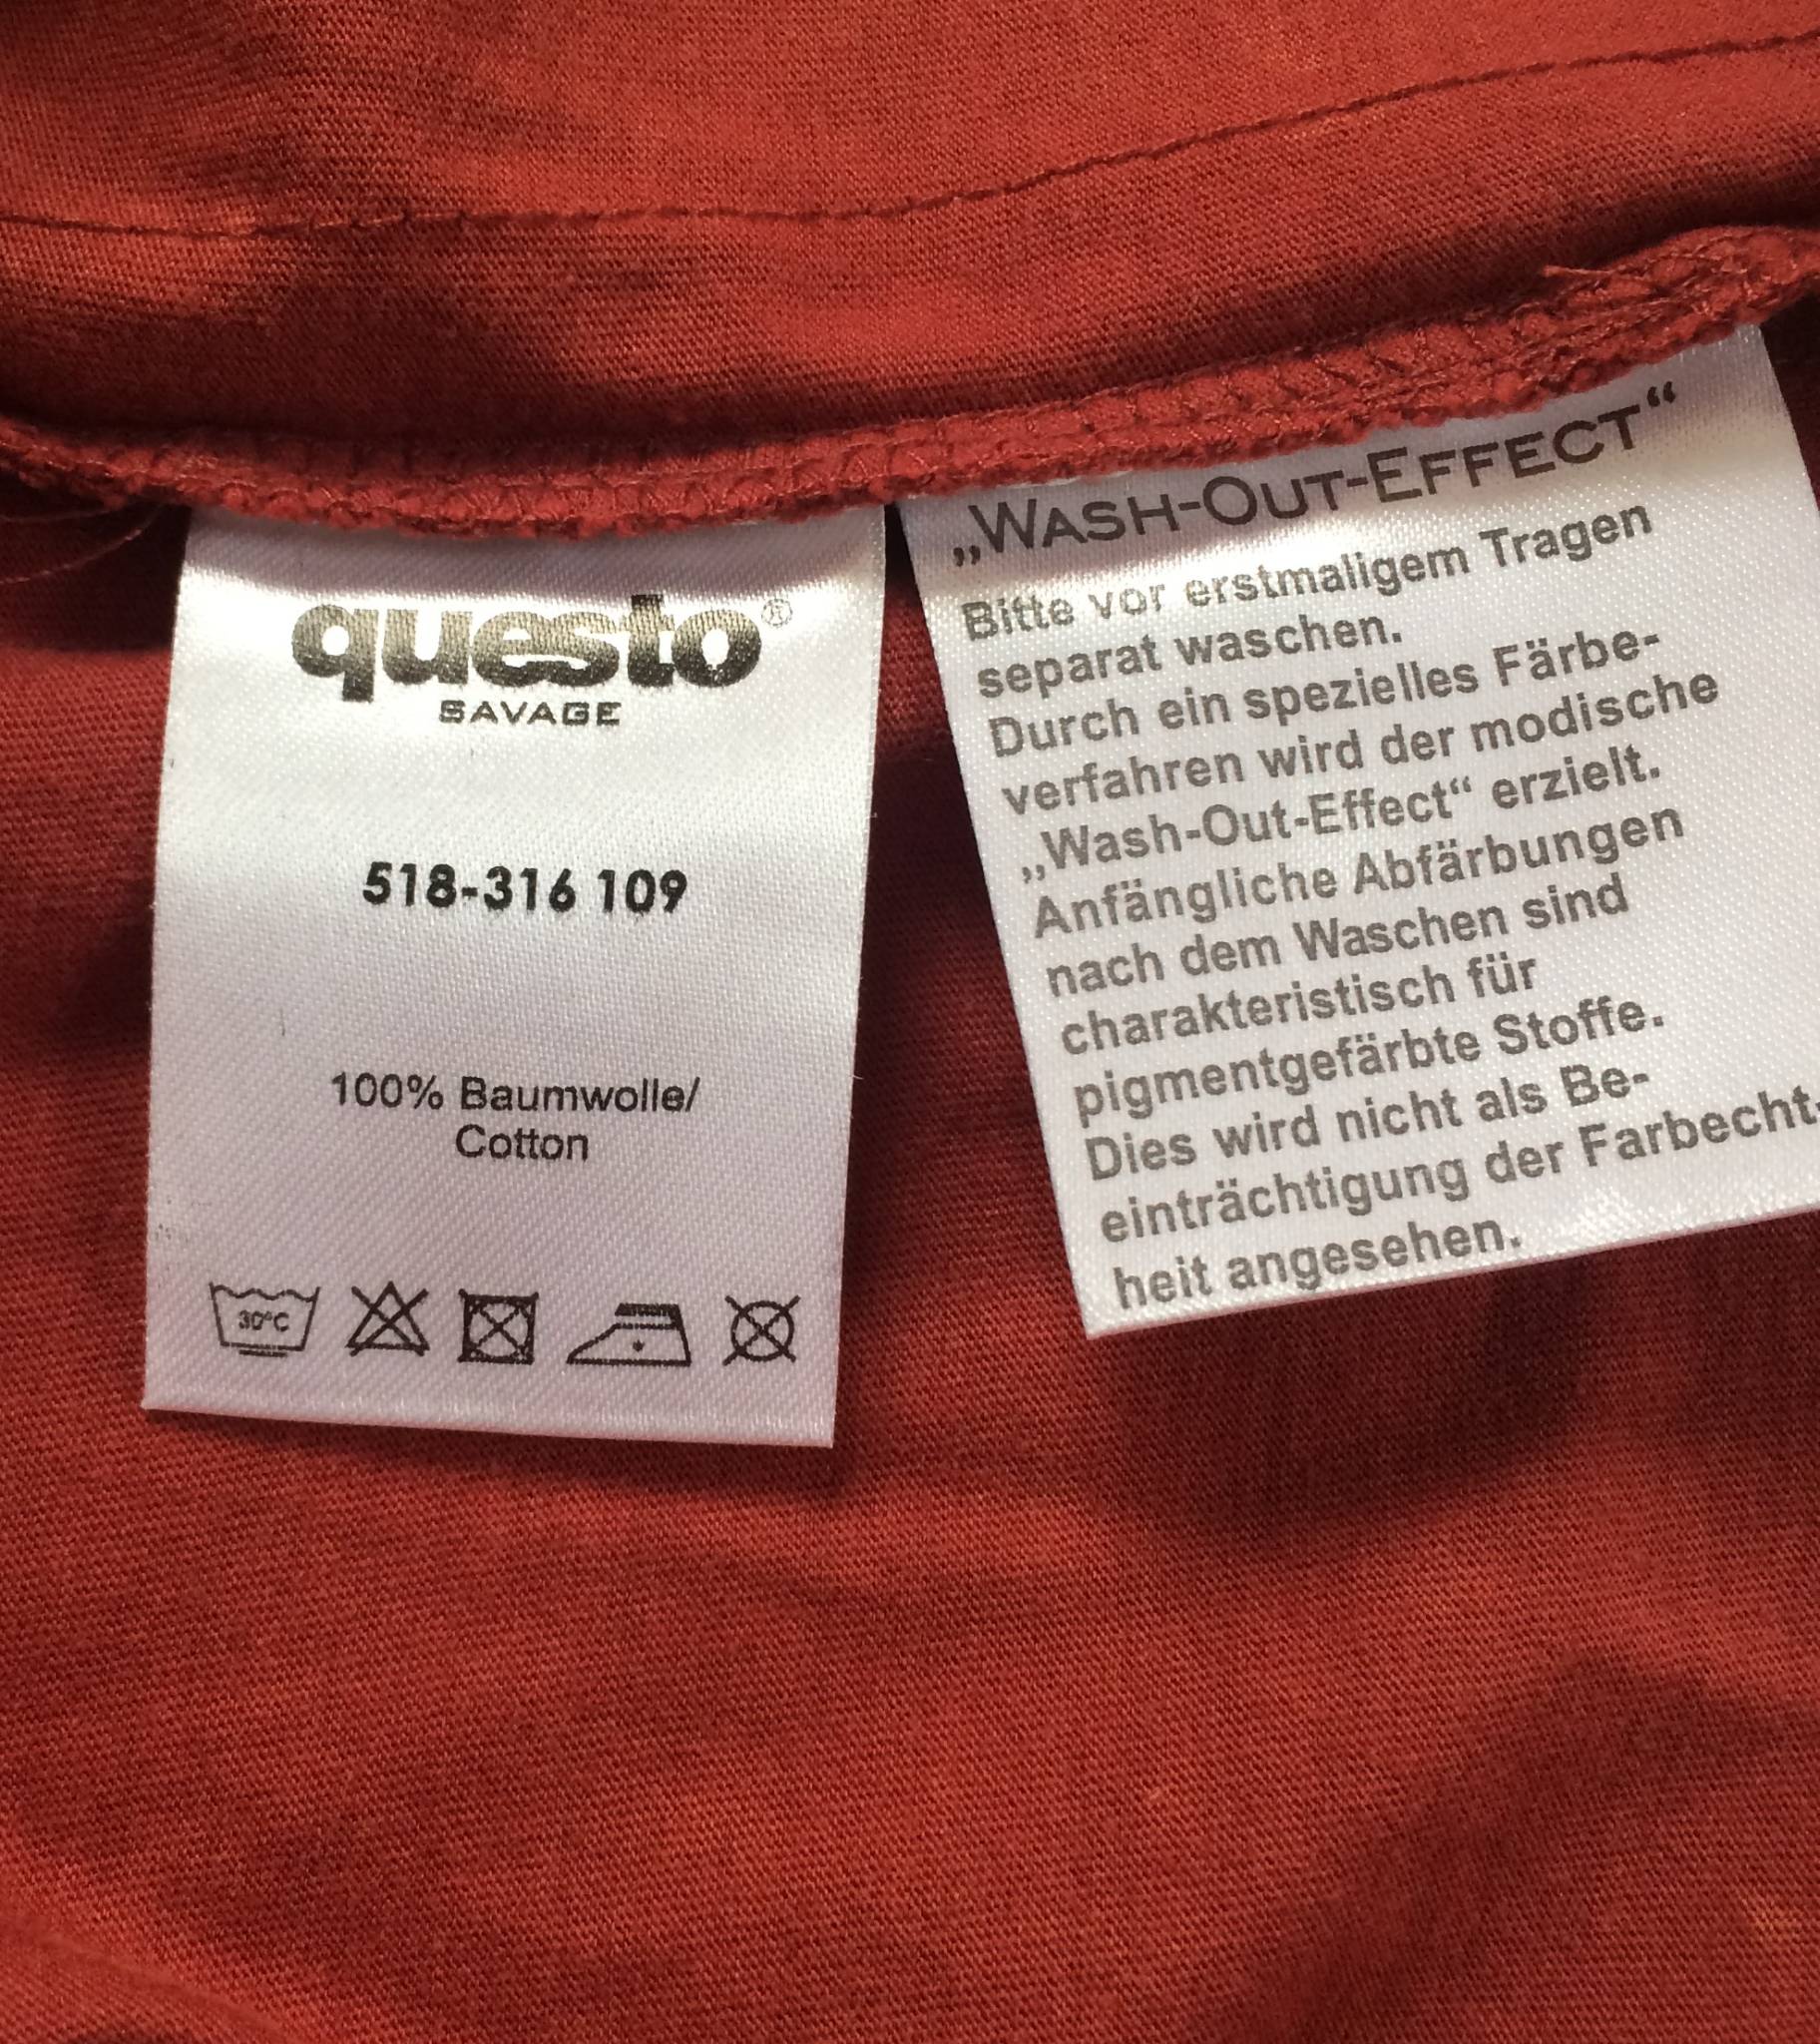 questo®
SAVAGE
518-316 109
100% Baumwolle/
Cotton
30°C
„WASH-OUT-EFFECT“
Bitte vor erstmaligem Tragen
separat waschen.
Durch ein spezielles Färbe-
verfahren wird der modische
„Wash-Out-Effect“ erzielt.
Anfängliche Abfärbungen
nach dem Waschen sind
charakteristisch für
pigmentgefärbte Stoffe.
Dies wird nicht als Be-
einträchtigung der Farbecht-
heit angesehen.